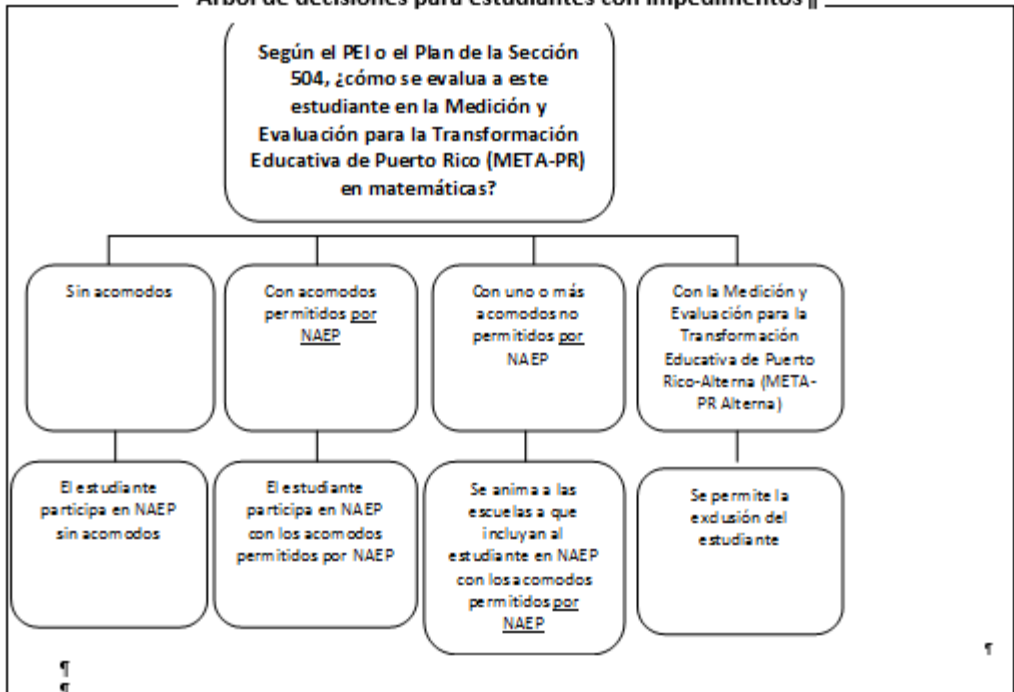 Árbol de decisiones para estudiantes con impedimentos¶
Según el PEI o el Plan de la Sección
504, ¿cómo se evalua a este
estudiante en la Medición y
Evaluación para la Transformación
Educativa de Puerto Rico (META-PR)
en matemáticas?
Sin acomodos
Con acomodos
permitidos por
NAEP
Con uno o más
acomodos no
permitidos por
NAEP
Con la Medición y
Evaluación para la
Transformación
Educativa de Puerto
Rico-Alterna (META-
PR Alterna)
El estudiante
participa en NAEP
sin acomodos
El estudiante
participa en NAEP
con los acomodos
permitidos por NAEP
Se anima a las
escuelas a que
incluyan al
estudiante en NAEP
con los acomodos
permitidos por
NAEP
Se permite la
exclusión del
estudiante
¶
¶
¶